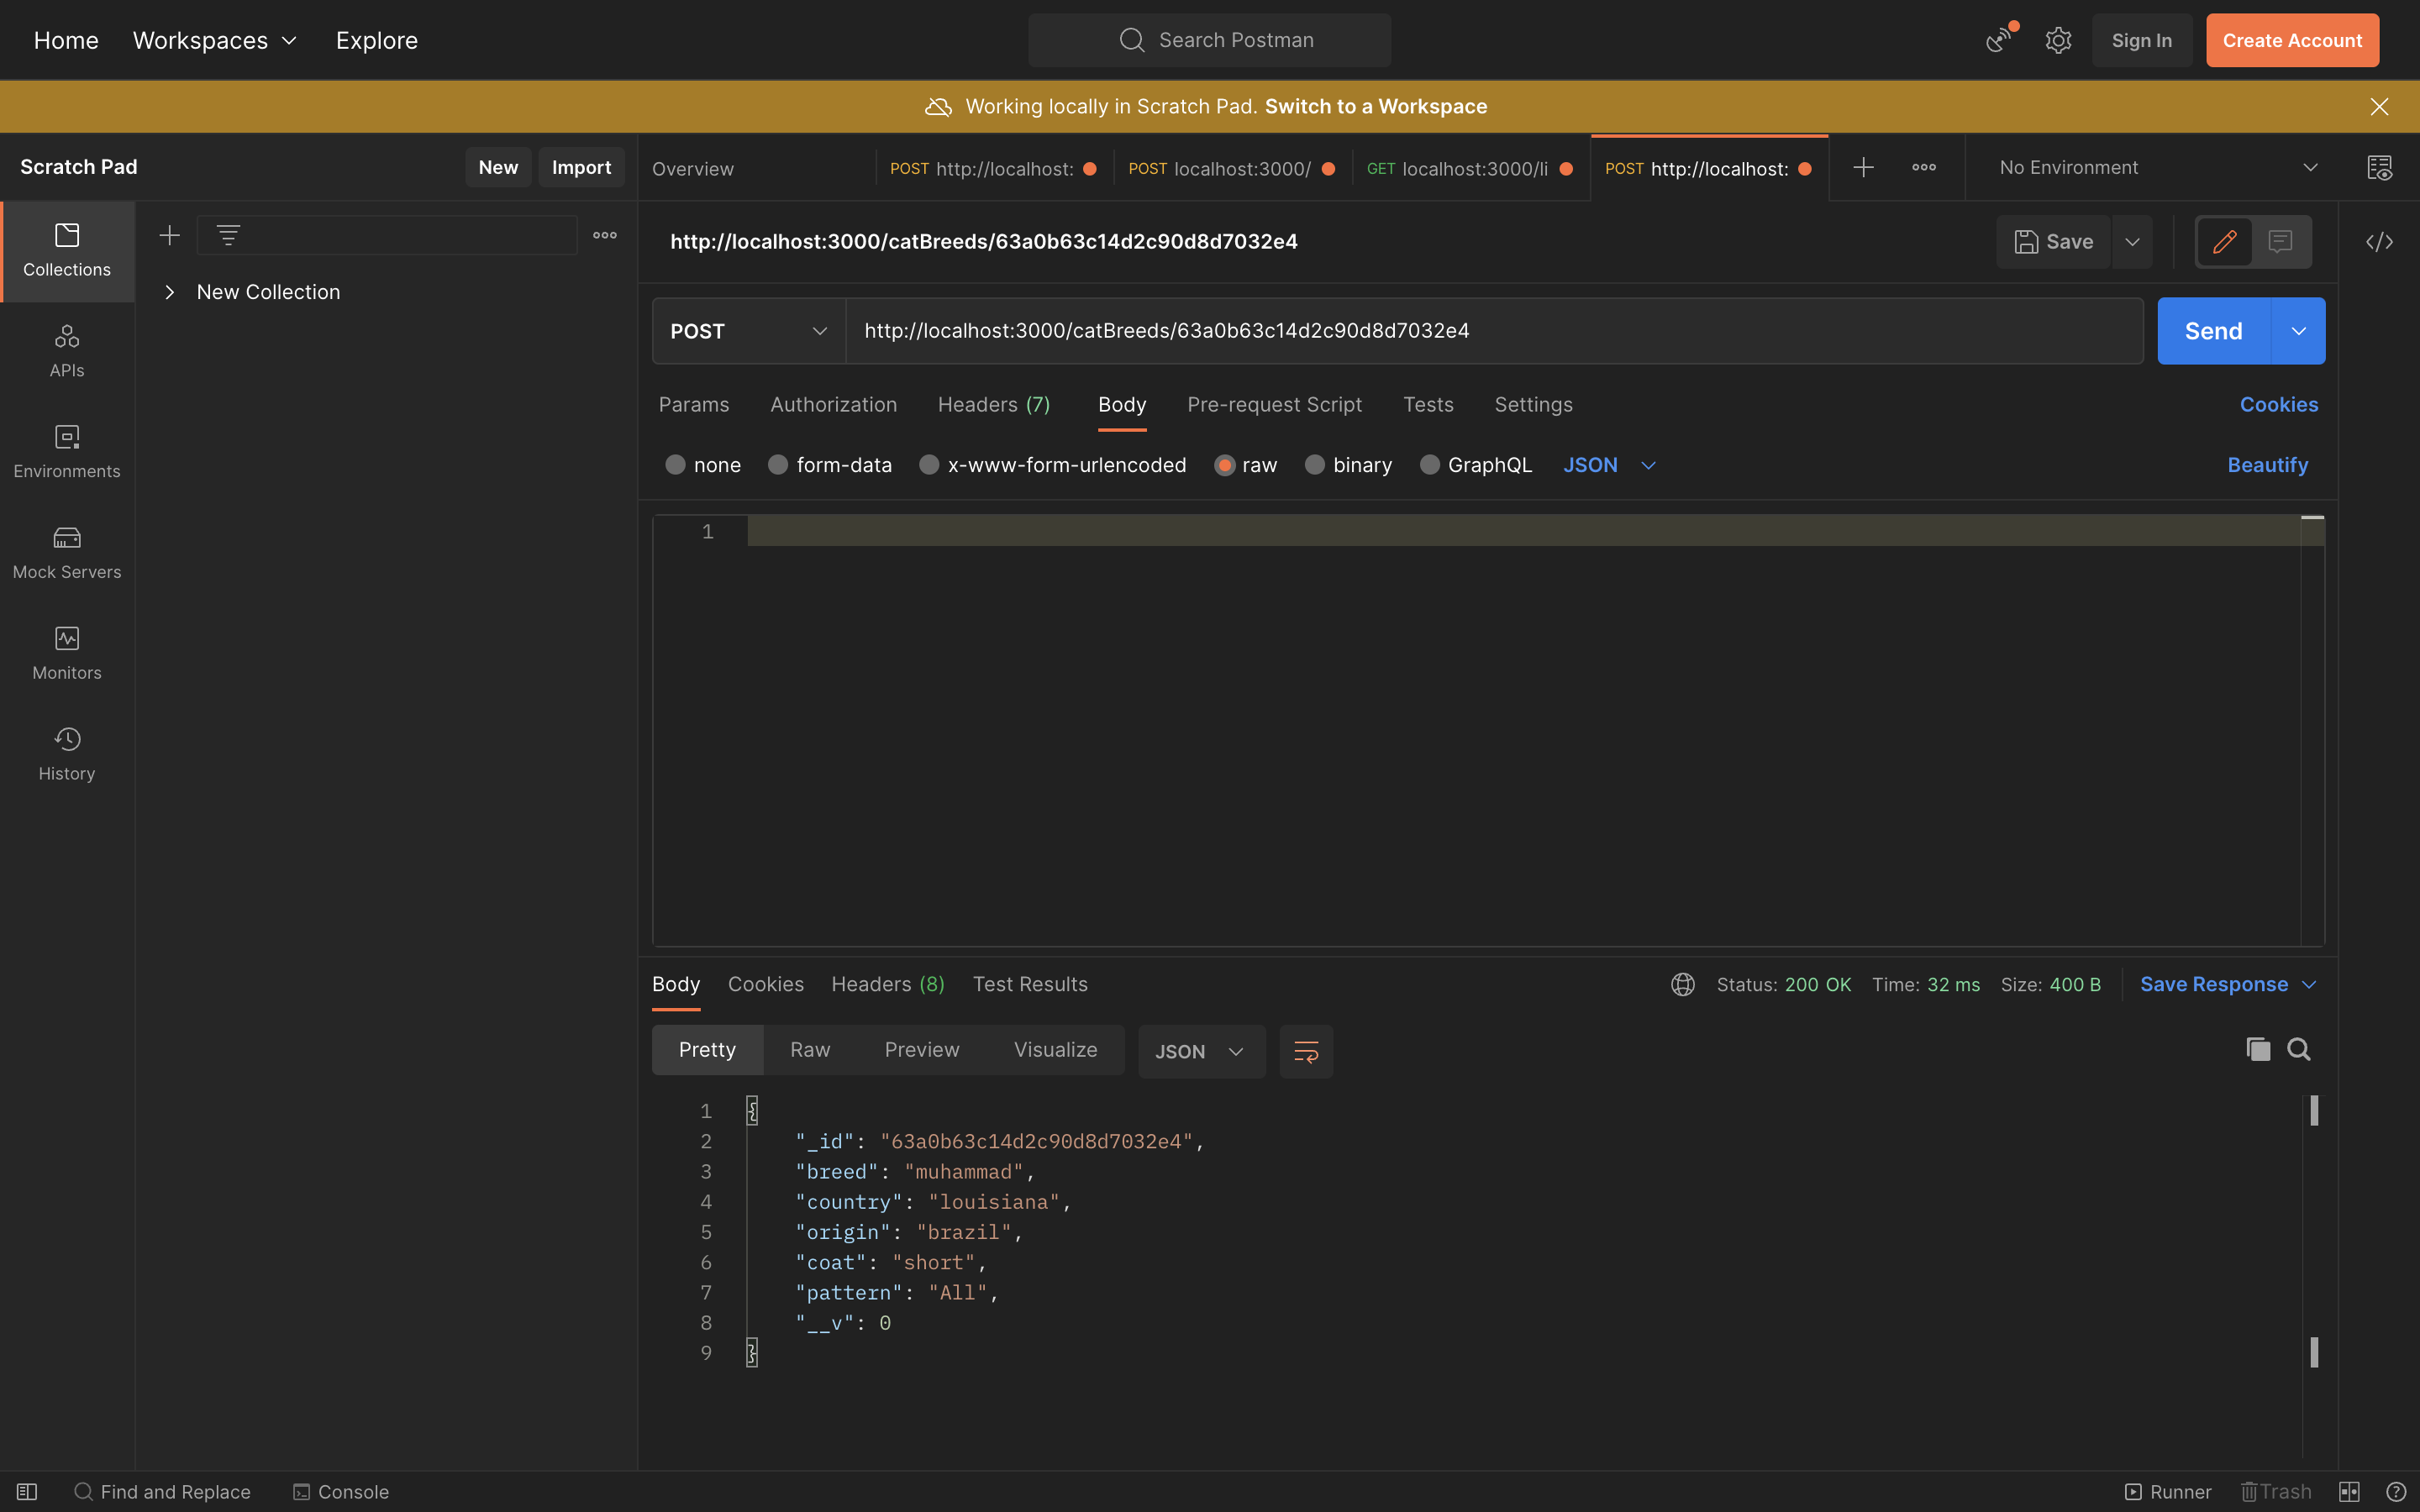 Home Workspaces Explore Search Postman Sign In Create Account
Working locally in Scratch Pad. Switch to a Workspace
Scratch Pad New Import Overview POST http://localhost: POST localhost:3000/ GET localhost:3000/li POST http://localhost: No Environment
Collections
APIs
Environments
Mock Servers
Monitors
History
New Collection
http://localhost:3000/catBreeds/63a0b63c14d2c90d8d7032e4 Save
POST http://localhost:3000/catBreeds/63a0b63c14d2c90d8d7032e4 Send
Params Authorization Headers (7) Body Pre-request Script Tests Settings Cookies
none form-data x-www-form-urlencoded raw binary GraphQL JSON Beautify
1
Body Cookies Headers (8) Test Results Status: 200 OK Time: 32 ms Size: 400 B Save Response
Pretty Raw Preview Visualize JSON
1 {
2 "_id": "63a0b63c14d2c90d8d7032e4",
3 "breed": "muhammad",
4 "country": "louisiana",
5 "origin": "brazil",
6 "coat": "short",
7 "pattern": "All",
8 "__v": 0
9 }
Find and Replace Console Runner Trash